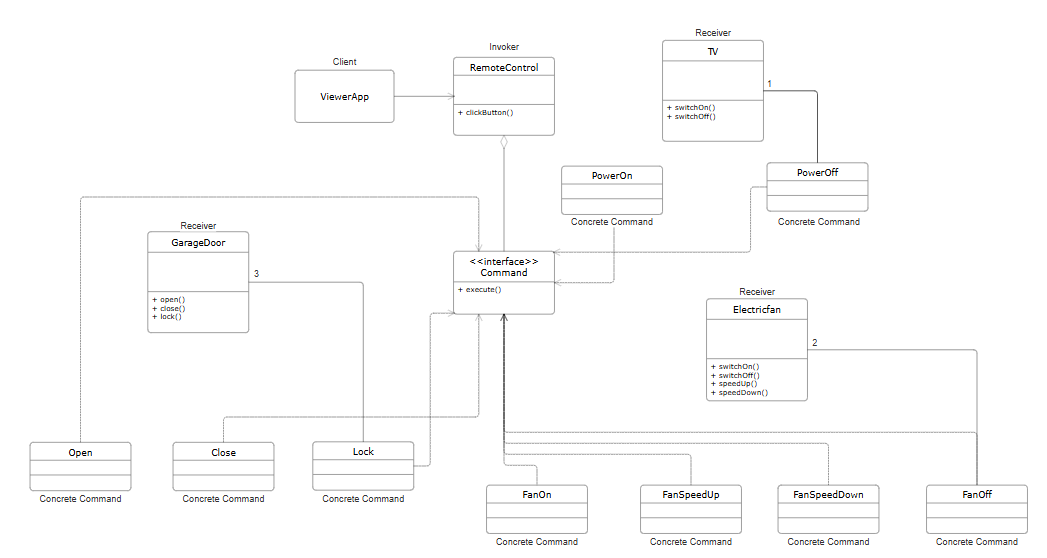 Receiver
TV
+ switchOn()
+ switchOff()
Invoker
RemoteControl
+ clickButton()
Client
ViewerApp
1
PowerOn
Concrete Command
PowerOff
Concrete Command
Receiver
GarageDoor
+ open()
+ close()
+ lock()
3
<<interface>>
Command
+ execute()
Receiver
Electricfan
+ switchOn()
+ switchOff()
+ speedUp()
+ speedDown()
2
Open
Concrete Command
Close
Concrete Command
Lock
Concrete Command
FanOn
Concrete Command
FanSpeedUp
Concrete Command
FanSpeedDown
Concrete Command
FanOff
Concrete Command